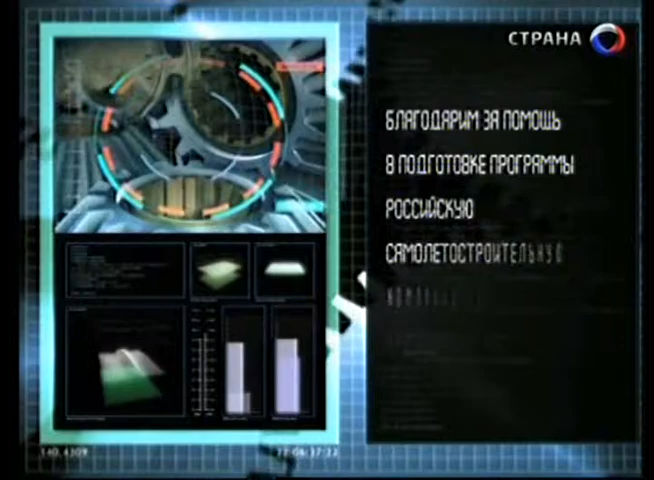 СТРАНА
БЛАГОДАРИМ ЗА ПОМОЩЬ
В ПОДГОТОВКЕ ПРОГРАММЫ
РОССИЙСКУЮ
САМОЛЕТОСТРОИТЕЛЬНУЮ